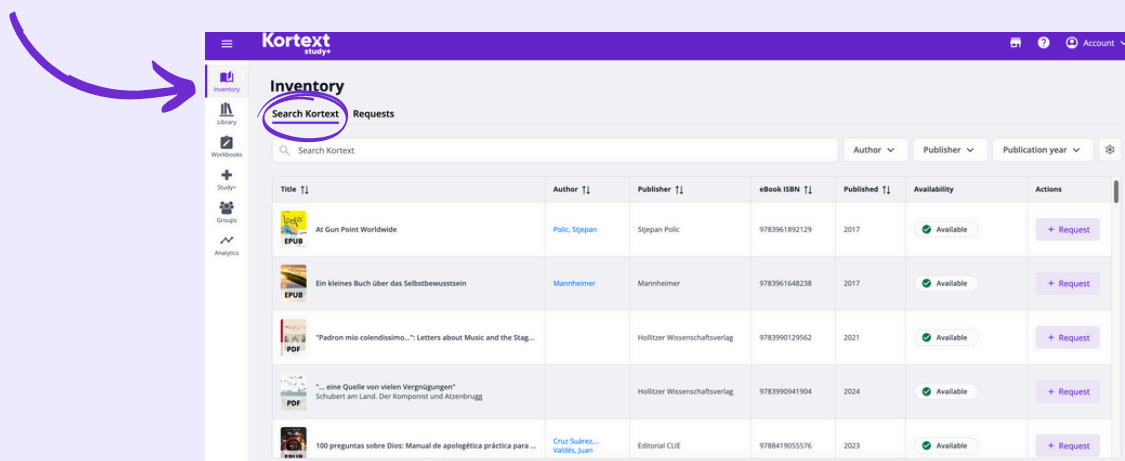 Kortext
study+
Account
Inventory
Library
Workbooks
Study+
Groups
Analytics
Inventory
Search Kortext Requests
Search Kortext Author Publisher Publication year
Title Author Publisher eBook ISBN Published Availability Actions
EPUB At Gun Point Worldwide Polic, Stjepan Stjepan Polic 9783961892129 2017 Available + Request
EPUB Ein kleines Buch über das Selbstbewusstsein Mannheimer Mannheimer 9783961648238 2017 Available + Request
PDF "Padron mio colendissimo...": Letters about Music and the Stag... Hollitzer Wissenschaftsverlag 9783990129562 2021 Available + Request
"... eine Quelle von vielen Vergnügungen"
PDF Schubert am Land. Der Komponist und Atzenbrugg Hollitzer Wissenschaftsverlag 9783990941904 2024 Available + Request
100 preguntas sobre Dios: Manual de apologética práctica para ... Cruz Suárez,... Editorial CLIE 9788419055576 2023 Available + Request
Valdés, Juan